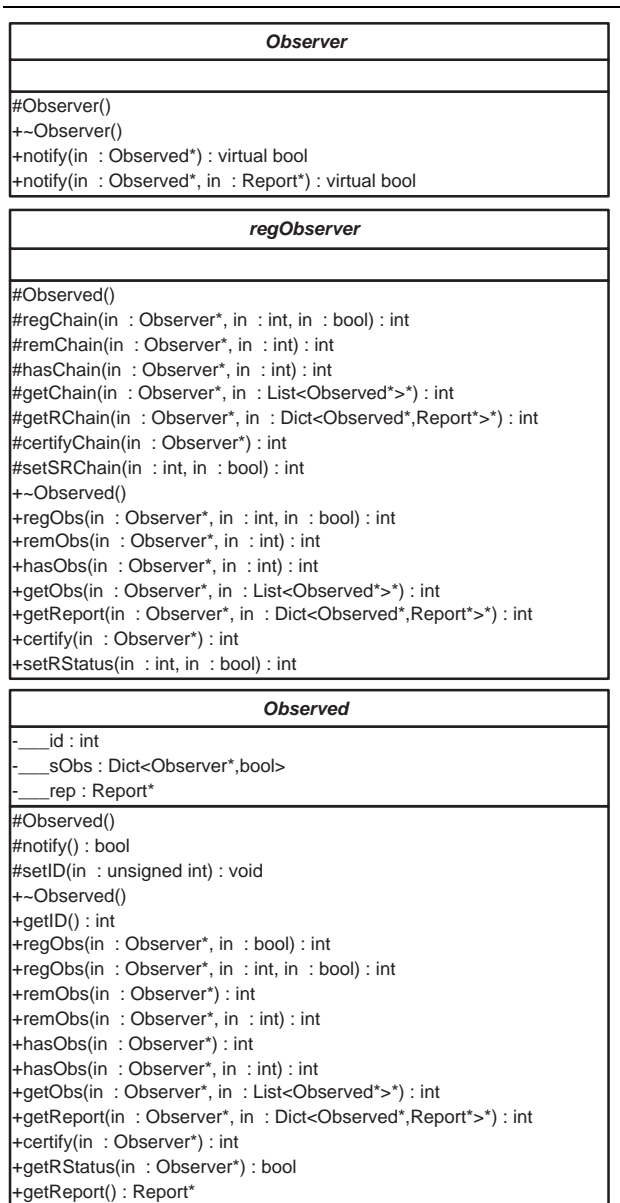 Observer
#Observer()
+~Observer()
+notify(in : Observed*) : virtual bool
+notify(in : Observed*, in : Report*) : virtual bool
regObserver
#Observed()
#regChain(in : Observer*, in : int, in : bool) : int
#remChain(in : Observer*, in : int) : int
#hasChain(in : Observer*, in : int) : int
#getChain(in : Observer*, in : List<Observed*>*) : int
#getRChain(in : Observer*, in : Dict<Observed*,Report*>*) : int
#certifyChain(in : Observer*) : int
#setSRChain(in : int, in : bool) : int
+~Observed()
+regObs(in : Observer*, in : int, in : bool) : int
+remObs(in : Observer*, in : int) : int
+hasObs(in : Observer*, in : int) : int
+getObs(in : Observer*, in : List<Observed*>*) : int
+getReport(in : Observer*, in : Dict<Observed*,Report*>*) : int
+certify(in : Observer*) : int
+setRStatus(in : int, in : bool) : int
Observed
-___id : int
-___sObs : Dict<Observer*,bool>
-___rep : Report*
#Observed()
#notify() : bool
#setID(in : unsigned int) : void
+~Observed()
+getID() : int
+regObs(in : Observer*, in : bool) : int
+regObs(in : Observer*, in : int, in : bool) : int
+remObs(in : Observer*) : int
+remObs(in : Observer*, in : int) : int
+hasObs(in : Observer*) : int
+hasObs(in : Observer*, in : int) : int
+getObs(in : Observer*, in : List<Observed*>*) : int
+getReport(in : Observer*, in : Dict<Observed*,Report*>*) : int
+certify(in : Observer*) : int
+getRStatus(in : Observer*) : bool
+getReport() : Report*